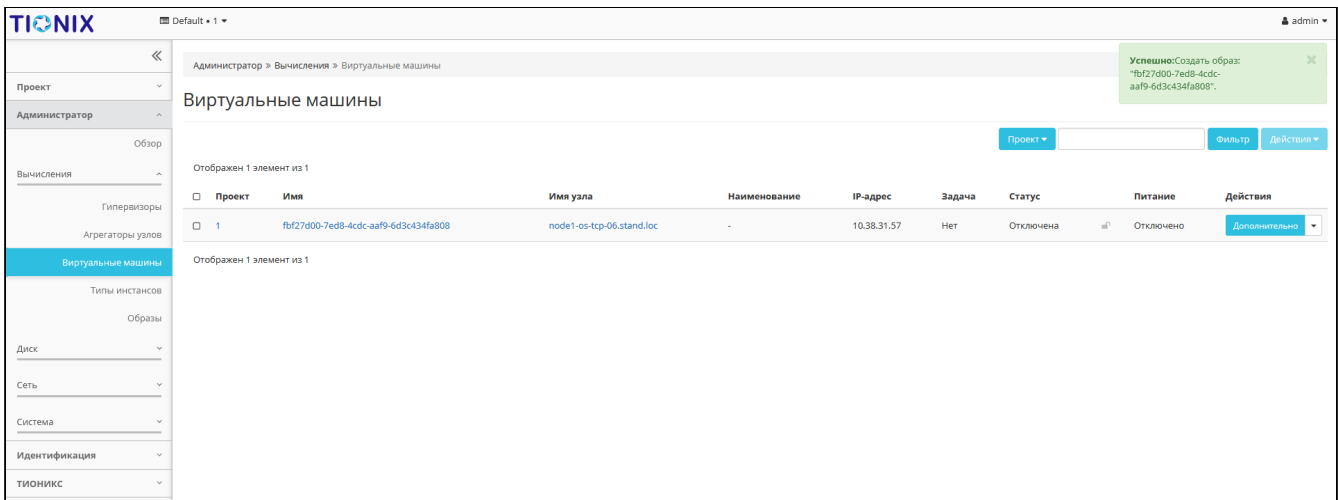 TIONIX
Default • 1
admin
Администратор » Вычисления » Виртуальные машины
Успешно:Создать образ:
"fbf27d00-7ed8-4cdc-
aaf9-6d3c434fa808".
Проект
Администратор
Обзор
Вычисления
Гипервизоры
Агрегаторы узлов
Виртуальные машины
Типы инстансов
Образы
Диск
Сеть
Система
Идентификация
ТИОНИКС
Виртуальные машины
Проект Фильтр Действия
Отображен 1 элемент из 1
Проект Имя Имя узла Наименование IP-адрес Задача Статус Питание Действия
1 fbf27d00-7ed8-4cdc-aaf9-6d3c434fa808 node1-os-tcp-06.stand.loc - 10.38.31.57 Нет Отключена Отключено Дополнительно
Отображен 1 элемент из 1